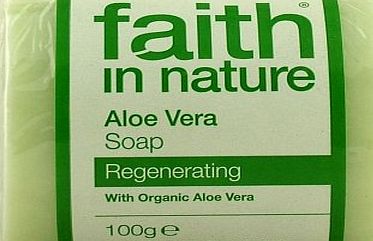 faith®
in nature
Aloe Vera
Soap
Regenerating
With Organic Aloe Vera
100g℮